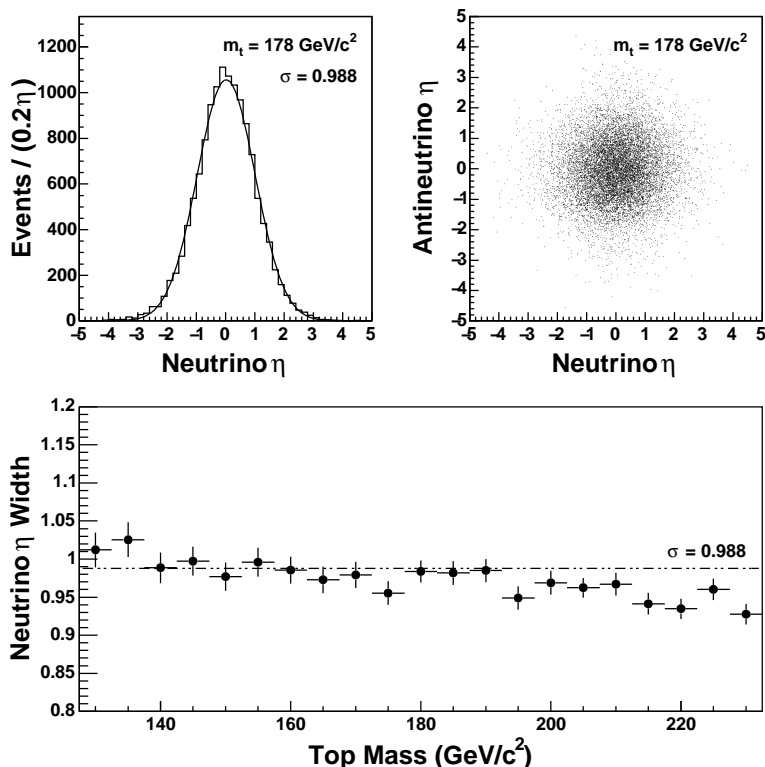 Events / (0.2η)
1200
1000
800
600
400
200
0
m_t = 178 GeV/c²
σ = 0.988
-5 -4 -3 -2 -1 0 1 2 3 4 5
Neutrino η
Antineutrino η
5
4
3
2
1
0
-1
-2
-3
-4
-5
m_t = 178 GeV/c²
-5 -4 -3 -2 -1 0 1 2 3 4 5
Neutrino η
Neutrino η Width
1.2
1.15
1.1
1.05
1
0.95
0.9
0.85
0.8
σ = 0.988
140 160 180 200 220
Top Mass (GeV/c²)